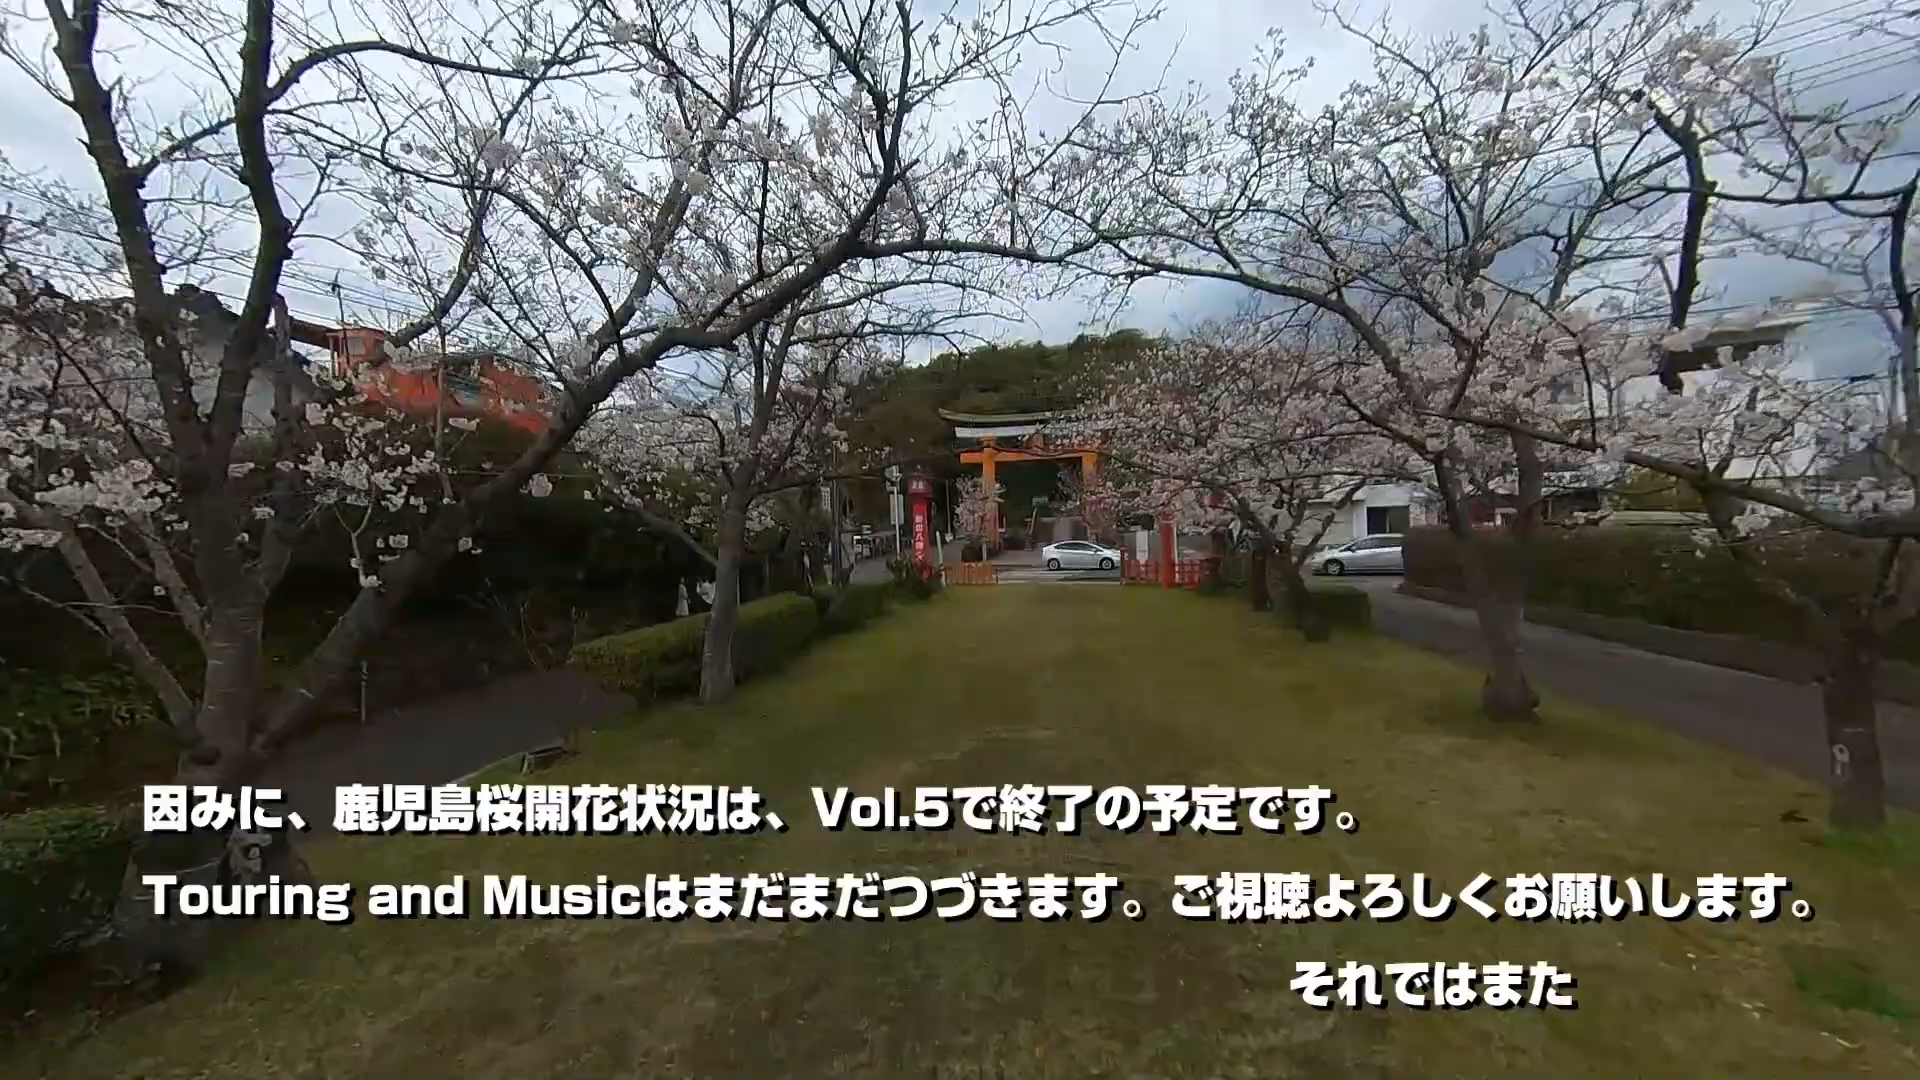 因みに、鹿児島桜開花状況は、Vol.5で終了の予定です。
Touring and Musicはまだまだつづきます。ご視聴よろしくお願いします。
それではまた